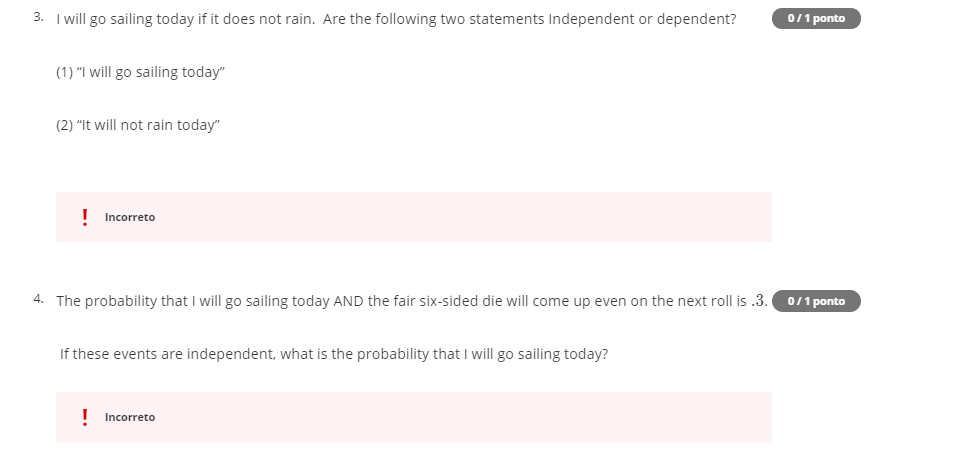 3. I will go sailing today if it does not rain. Are the following two statements Independent or dependent? 0 / 1 ponto
(1) “I will go sailing today”
(2) “It will not rain today”
! Incorreto
4. The probability that I will go sailing today AND the fair six-sided die will come up even on the next roll is .3. 0 / 1 ponto
If these events are independent, what is the probability that I will go sailing today?
! Incorreto